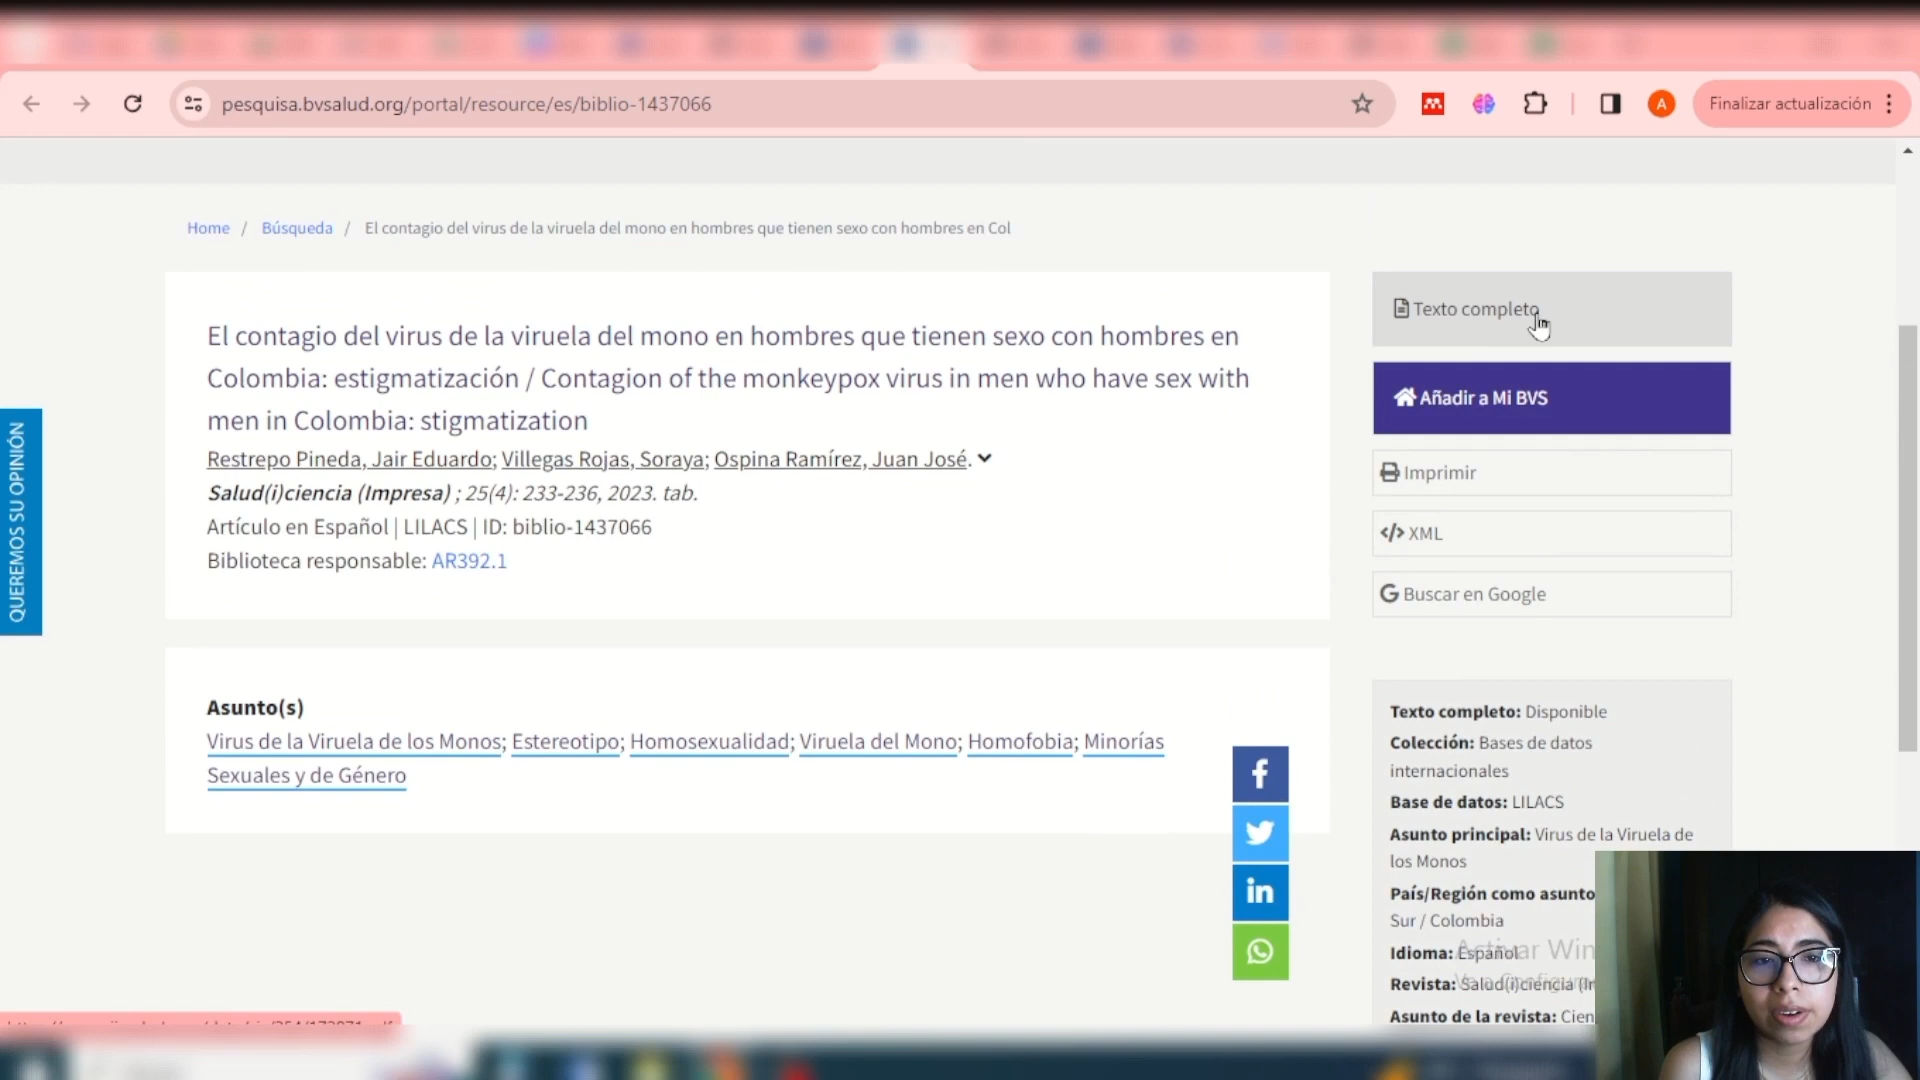 pesquisa.bvsalud.org/portal/resource/es/biblio-1437066
A
Finalizar actualización
Home / Búsqueda / El contagio del virus de la viruela del mono en hombres que tienen sexo con hombres en Col
El contagio del virus de la viruela del mono en hombres que tienen sexo con hombres en
Colombia: estigmatización / Contagion of the monkeypox virus in men who have sex with
men in Colombia: stigmatization
Restrepo Pineda, Jair Eduardo; Villegas Rojas, Soraya; Ospina Ramírez, Juan José.
Salud(i)ciencia (Impresa) ; 25(4): 233-236, 2023. tab.
Artículo en Español | LILACS | ID: biblio-1437066
Biblioteca responsable: AR392.1
Asunto(s)
Virus de la Viruela de los Monos; Estereotipo; Homosexualidad; Viruela del Mono; Homofobia; Minorías
Sexuales y de Género
QUEREMOS SU OPINIÓN
Texto completo
Añadir a Mi BVS
Imprimir
XML
Buscar en Google
Texto completo: Disponible
Colección: Bases de datos
internacionales
Base de datos: LILACS
Asunto principal: Virus de la Viruela de
los Monos
País/Región como asunto
Sur / Colombia
Idioma: Español
Revista: Salud(i)ciencia (Ir
Asunto de la revista: Cien
Activar Win